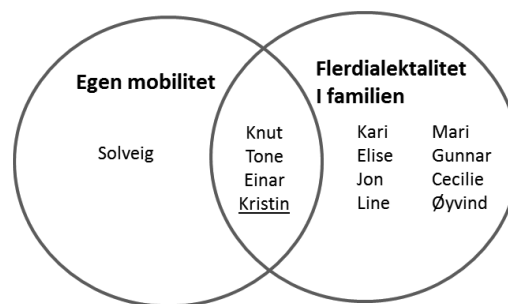 Egen mobilitet
Flerdialektalitet
I familien
Solveig
Knut
Tone
Einar
Kristin
Kari
Elise
Jon
Line
Mari
Gunnar
Cecilie
Øyvind